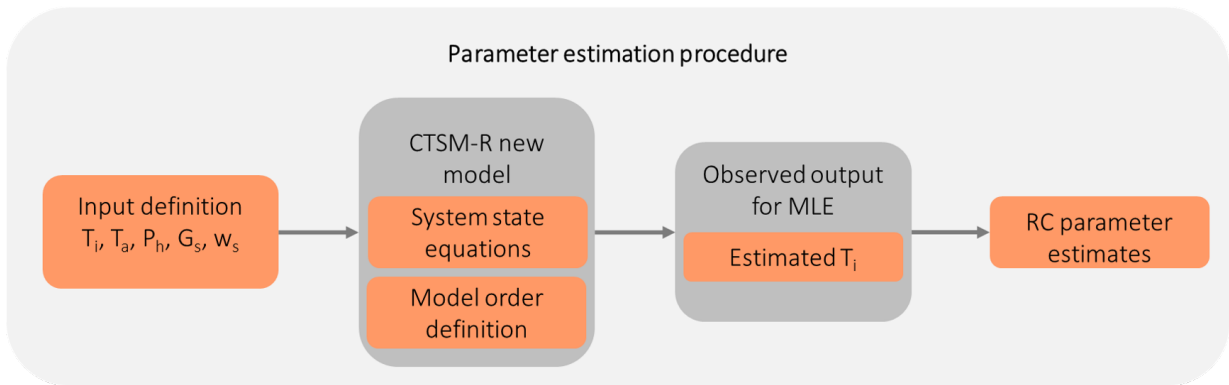 Parameter estimation procedure
Input definition
Tᵢ, Tₐ, Pₕ, Gₛ, wₛ
CTSM-R new
model
System state
equations
Model order
definition
Observed output
for MLE
Estimated Tᵢ
RC parameter
estimates